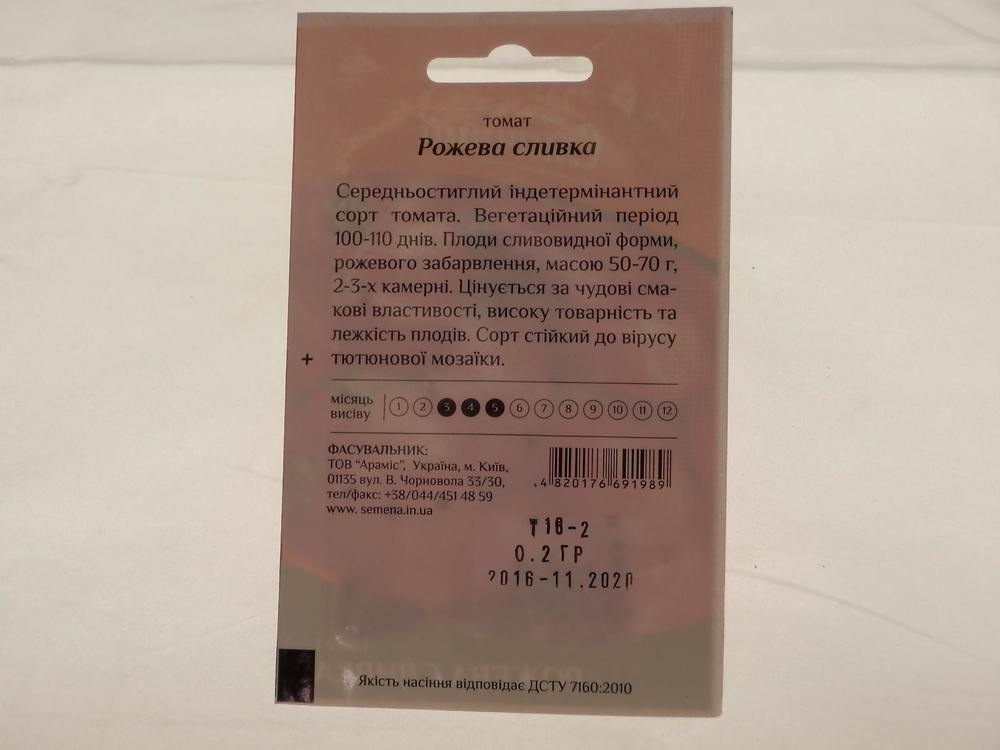 томат
Рожева сливка
Середньостиглий індетермінантний
сорт томата. Вегетаційний період
100-110 днів. Плоди сливовидної форми,
рожевого забарвлення, масою 50-70 г,
2-3-х камерні. Цінується за чудові сма-
кові властивості, високу товарність та
лежкість плодів. Сорт стійкий до вірусу
+ тютюнової мозаїки.
місяць
висіву
1 2 3 4 5 6 7 8 9 10 11 12
ФАСУВАЛЬНИК:
ТОВ "Араміс", Україна, м. Київ,
01135 вул. В. Чорновола 33/30,
тел/факс: +38/044/451 48 59
www. semena.in.ua
4 820176 691989
Т16-2
0.2 ГР
2016-11.2020
Якість насіння відповідає ДСТУ 7160:2010